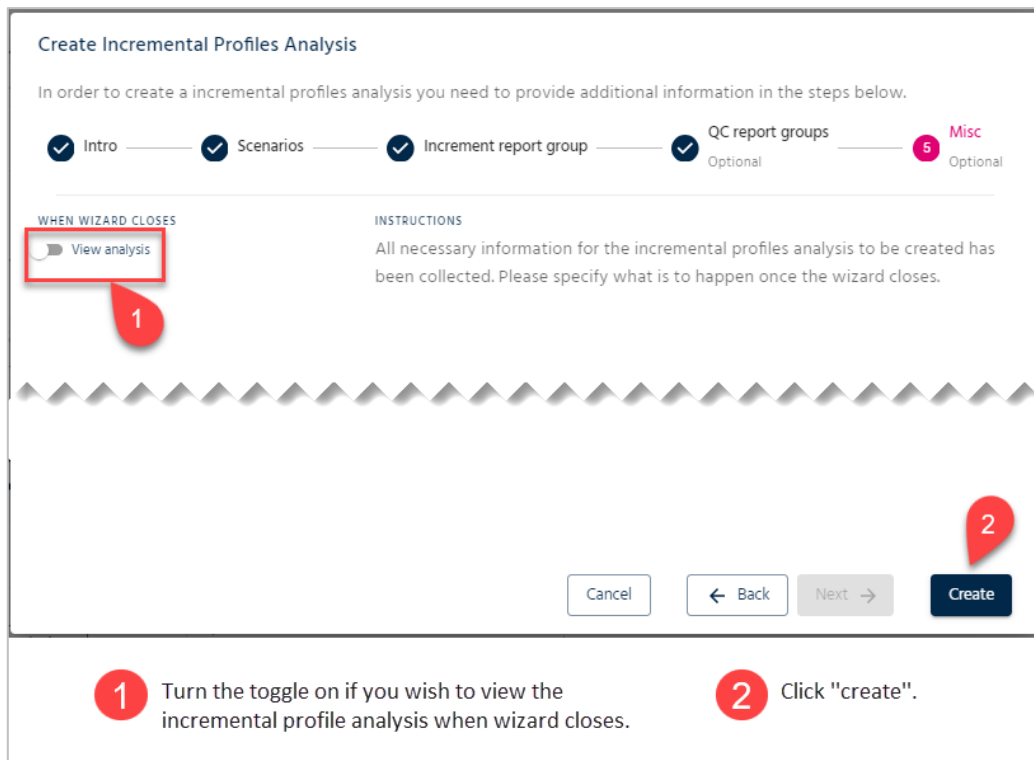 Create Incremental Profiles Analysis
In order to create a incremental profiles analysis you need to provide additional information in the steps below.
Intro
Scenarios
Increment report group
QC report groups
Optional
5
Misc
Optional
WHEN WIZARD CLOSES
View analysis
1
INSTRUCTIONS
All necessary information for the incremental profiles analysis to be created has
been collected. Please specify what is to happen once the wizard closes.
2
Cancel
Back
Next
Create
1
Turn the toggle on if you wish to view the
incremental profile analysis when wizard closes.
2
Click "create".